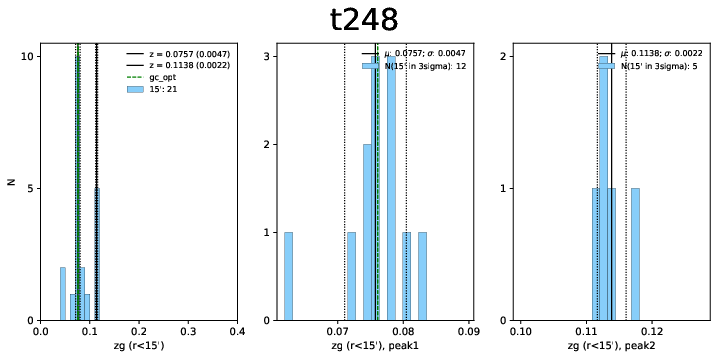 t248
z = 0.0757 (0.0047)
z = 0.1138 (0.0022)
gc_opt
15': 21
N
10
5
0
0.0 0.1 0.2 0.3 0.4
zg (r<15')
μ: 0.0757; σ: 0.0047
N(15' in 3sigma): 12
3
2
1
0
0.07 0.08 0.09
zg (r<15'), peak1
μ: 0.1138; σ: 0.0022
N(15' in 3sigma): 5
2
1
0
0.10 0.11 0.12
zg (r<15'), peak2